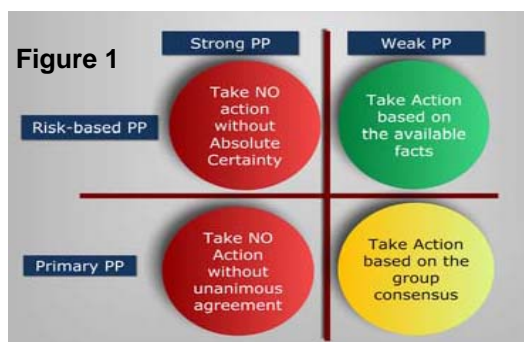 Figure 1
Strong PP
Weak PP
Risk-based PP
Take NO
action
without
Absolute
Certainty
Take Action
based on
the available
facts
Primary PP
Take NO
Action
without
unanimous
agreement
Take Action
based on the
group
consensus